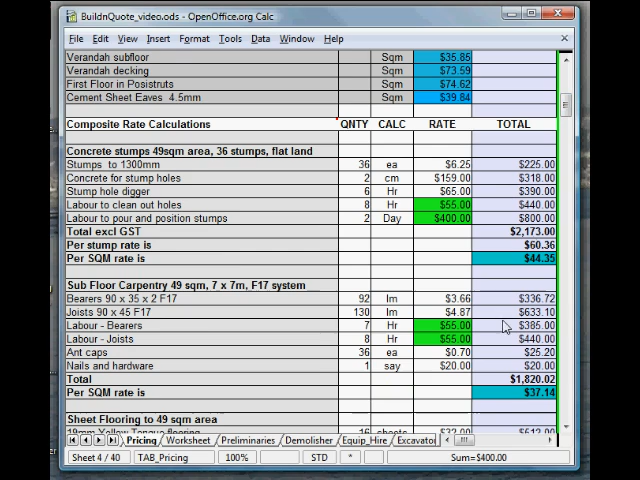 BuildnQuote_video.ods - OpenOffice.org Calc
File Edit View Insert Format Tools Data Window Help
Verandah subfloor Sqm $35.85
Verandah decking Sqm $73.59
First Floor in Posistruts Sqm $74.62
Cement Sheet Eaves 4.5mm Sqm $39.84
Composite Rate Calculations QNTY CALC RATE TOTAL
Concrete stumps 49sqm area, 36 stumps, flat land
Stumps to 1300mm 36 ea $6.25 $225.00
Concrete for stump holes 2 cm $159.00 $318.00
Stump hole digger 6 Hr $65.00 $390.00
Labour to clean out holes 8 Hr $55.00 $440.00
Labour to pour and position stumps 2 Day $400.00 $800.00
Total excl GST $2,173.00
Per stump rate is $60.36
Per SQM rate is $44.35
Sub Floor Carpentry 49 sqm, 7 x 7m, F17 system
Bearers 90 x 35 x 2 F17 92 lm $3.66 $336.72
Joists 90 x 45 F17 130 lm $4.87 $633.10
Labour - Bearers 7 Hr $55.00 $385.00
Labour - Joists 8 Hr $55.00 $440.00
Ant caps 36 ea $0.70 $25.20
Nails and hardware 1 say $20.00 $20.00
Total $1,820.02
Per SQM rate is $37.14
Sheet Flooring to 49 sqm area
19mm Yellow Tongue flooring 16 sheets $32.00 $512.00
Pricing Worksheet Preliminaries Demolisher Equip_Hire Excavator
Sheet 4 / 40 TAB_Pricing 100% STD * Sum=$400.00